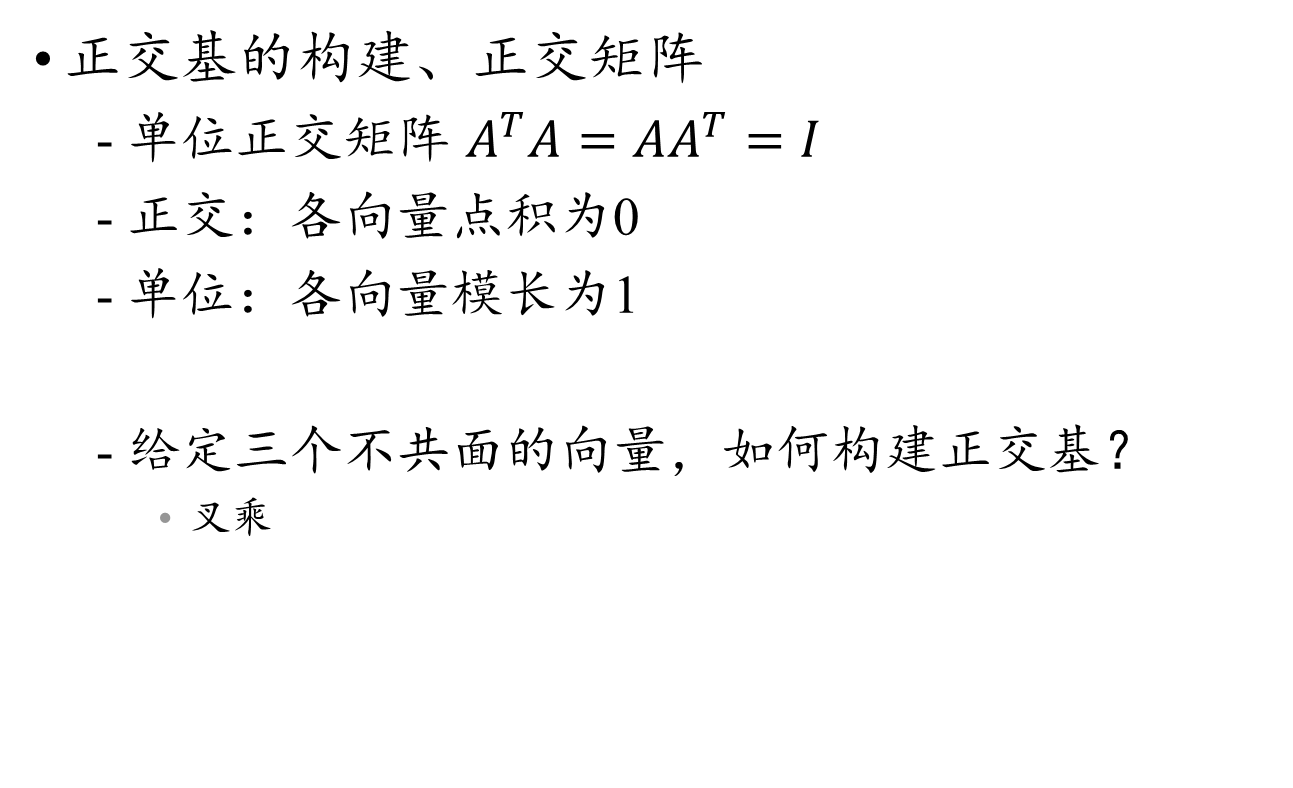 • 正交基的构建、正交矩阵
- 单位正交矩阵 $A^T A = AA^T = I$
- 正交：各向量点积为0
- 单位：各向量模长为1
- 给定三个不共面的向量，如何构建正交基？
• 叉乘